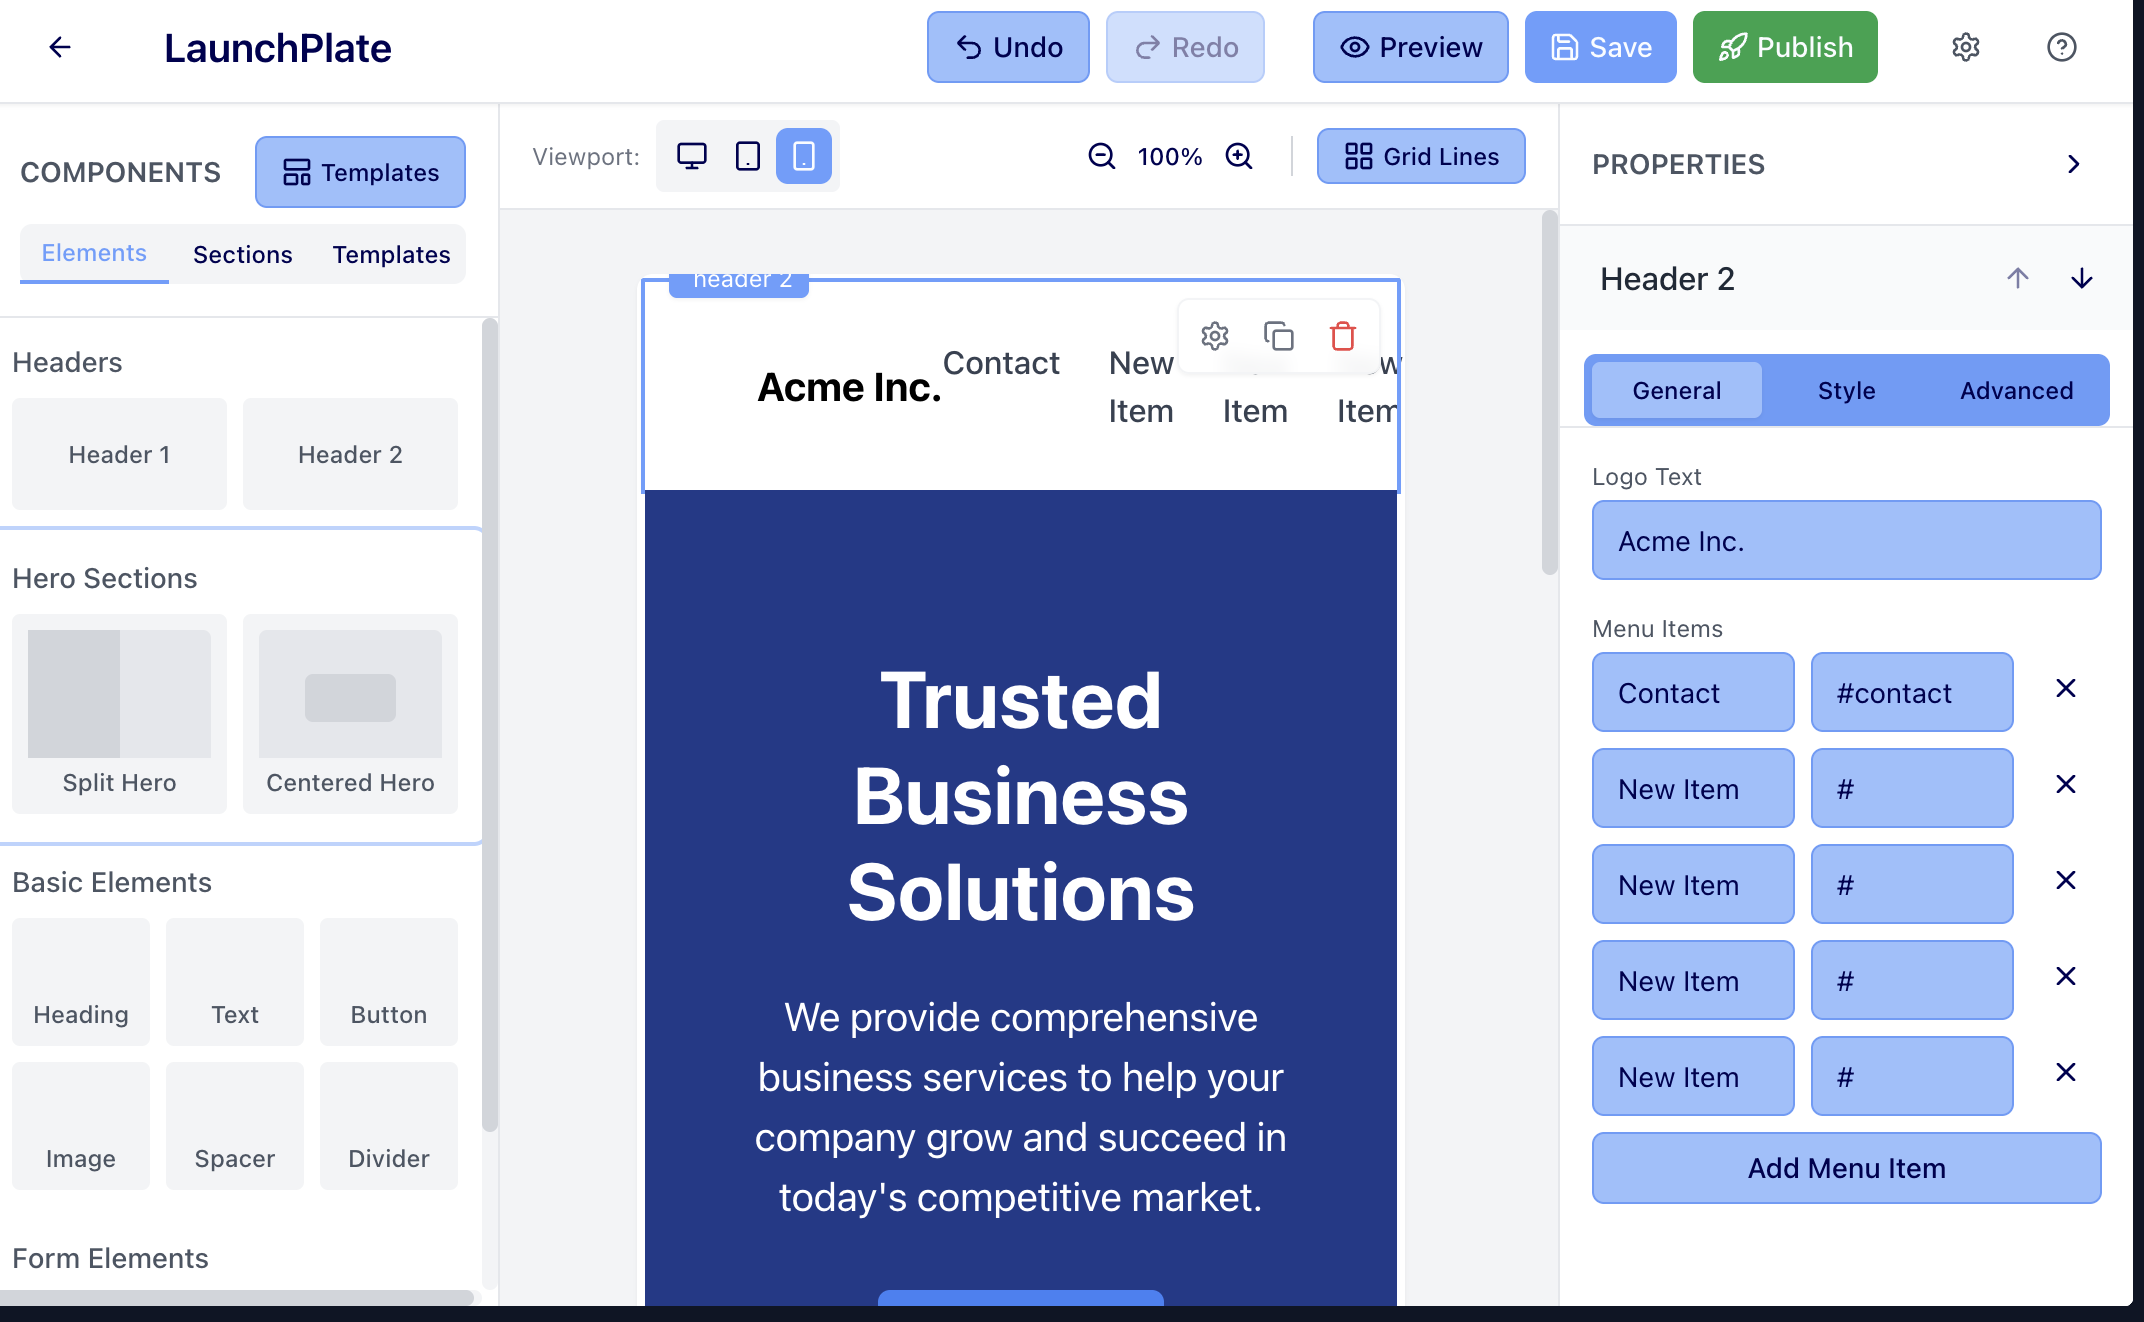 LaunchPlate
Undo
Redo
Preview
Save
Publish
COMPONENTS
Templates
Elements
Sections
Templates
Headers
Header 1
Header 2
Hero Sections
Split Hero
Centered Hero
Basic Elements
Heading
Text
Button
Image
Spacer
Divider
Form Elements
Viewport:
100%
Grid Lines
header 2
Acme Inc.
Contact
New
Item
Item
Item
Trusted
Business
Solutions
We provide comprehensive
business services to help your
company grow and succeed in
today's competitive market.
PROPERTIES
Header 2
General
Style
Advanced
Logo Text
Acme Inc.
Menu Items
Contact
#contact
New Item
#
New Item
#
New Item
#
New Item
#
Add Menu Item